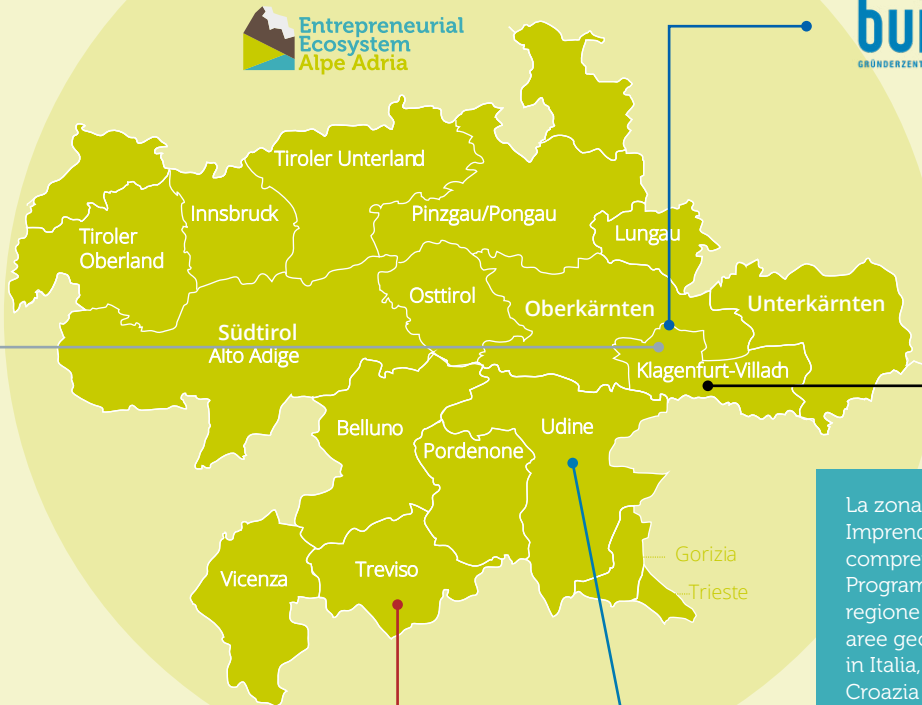 Entrepreneurial
Ecosystem
Alpe Adria
GRÜNDERZENT
Tiroler Unterland
Innsbruck
Pinzgau/Pongau
Tiroler
Oberland
Lungau
Osttirol
Oberkärnten
Unterkärnten
Südtirol
Alto Adige
Klagenfurt-Villach
Belluno
Udine
Pordenone
Gorizia
Treviso
Vicenza
Trieste
La zona
Imprend
compre
Program
regione
aree geo
in Italia,
Croazia